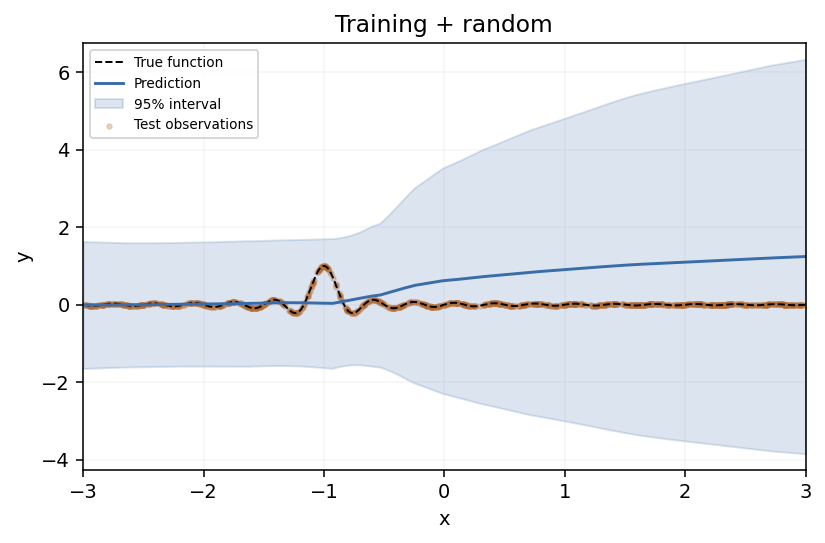 Training + random
True function
Prediction
95% interval
Test observations
y
6
4
2
0
−2
−4
−3
−2
−1
0
1
2
3
x